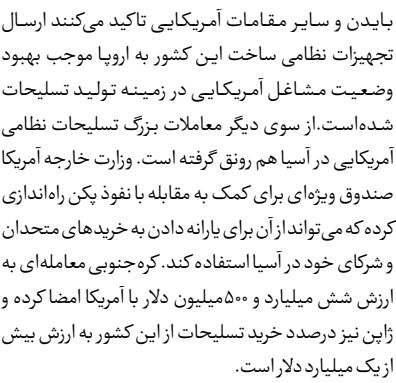 بایدن و سایر مقامات آمریکایی تاکید می‌کنند ارسال
تجهیزات نظامی ساخت این کشور به اروپا موجب بهبود
وضعیت مشاغل آمریکایی در زمینه تولید تسلیحات
شده‌است.از سوی دیگر معاملات بزرگ تسلیحات نظامی
آمریکایی در آسیا هم رونق گرفته است. وزارت خارجه آمریکا
صندوق ویژه‌ای برای کمک به مقابله با نفوذ پکن راه‌اندازی
کرده که می‌تواند از آن برای یارانه دادن به خریدهای متحدان
و شرکای خود در آسیا استفاده کند. کره‌جنوبی معامله‌ای به
ارزش شش میلیارد و ۵۰۰میلیون دلار با آمریکا امضا کرده و
ژاپن نیز درصدد خرید تسلیحات از این کشور به ارزش بیش
از یک میلیارد دلار است.